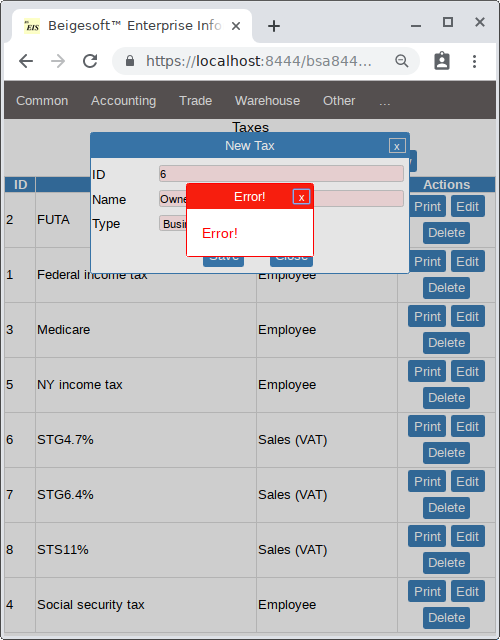 EIS Beigesoft™ Enterprise Info
https://localhost:8444/bsa844...
Common Accounting Trade Warehouse Other ...
Taxes
New Tax x
ID 6
Name Owne
Type Busin
Error! x
Error!
Save Close
ID Actions
2 FUTA Print Edit
Delete
1 Federal income tax Employee Print Edit
Delete
3 Medicare Employee Print Edit
Delete
5 NY income tax Employee Print Edit
Delete
6 STG4.7% Sales (VAT) Print Edit
Delete
7 STG6.4% Sales (VAT) Print Edit
Delete
8 STS11% Sales (VAT) Print Edit
Delete
4 Social security tax Employee Print Edit
Delete